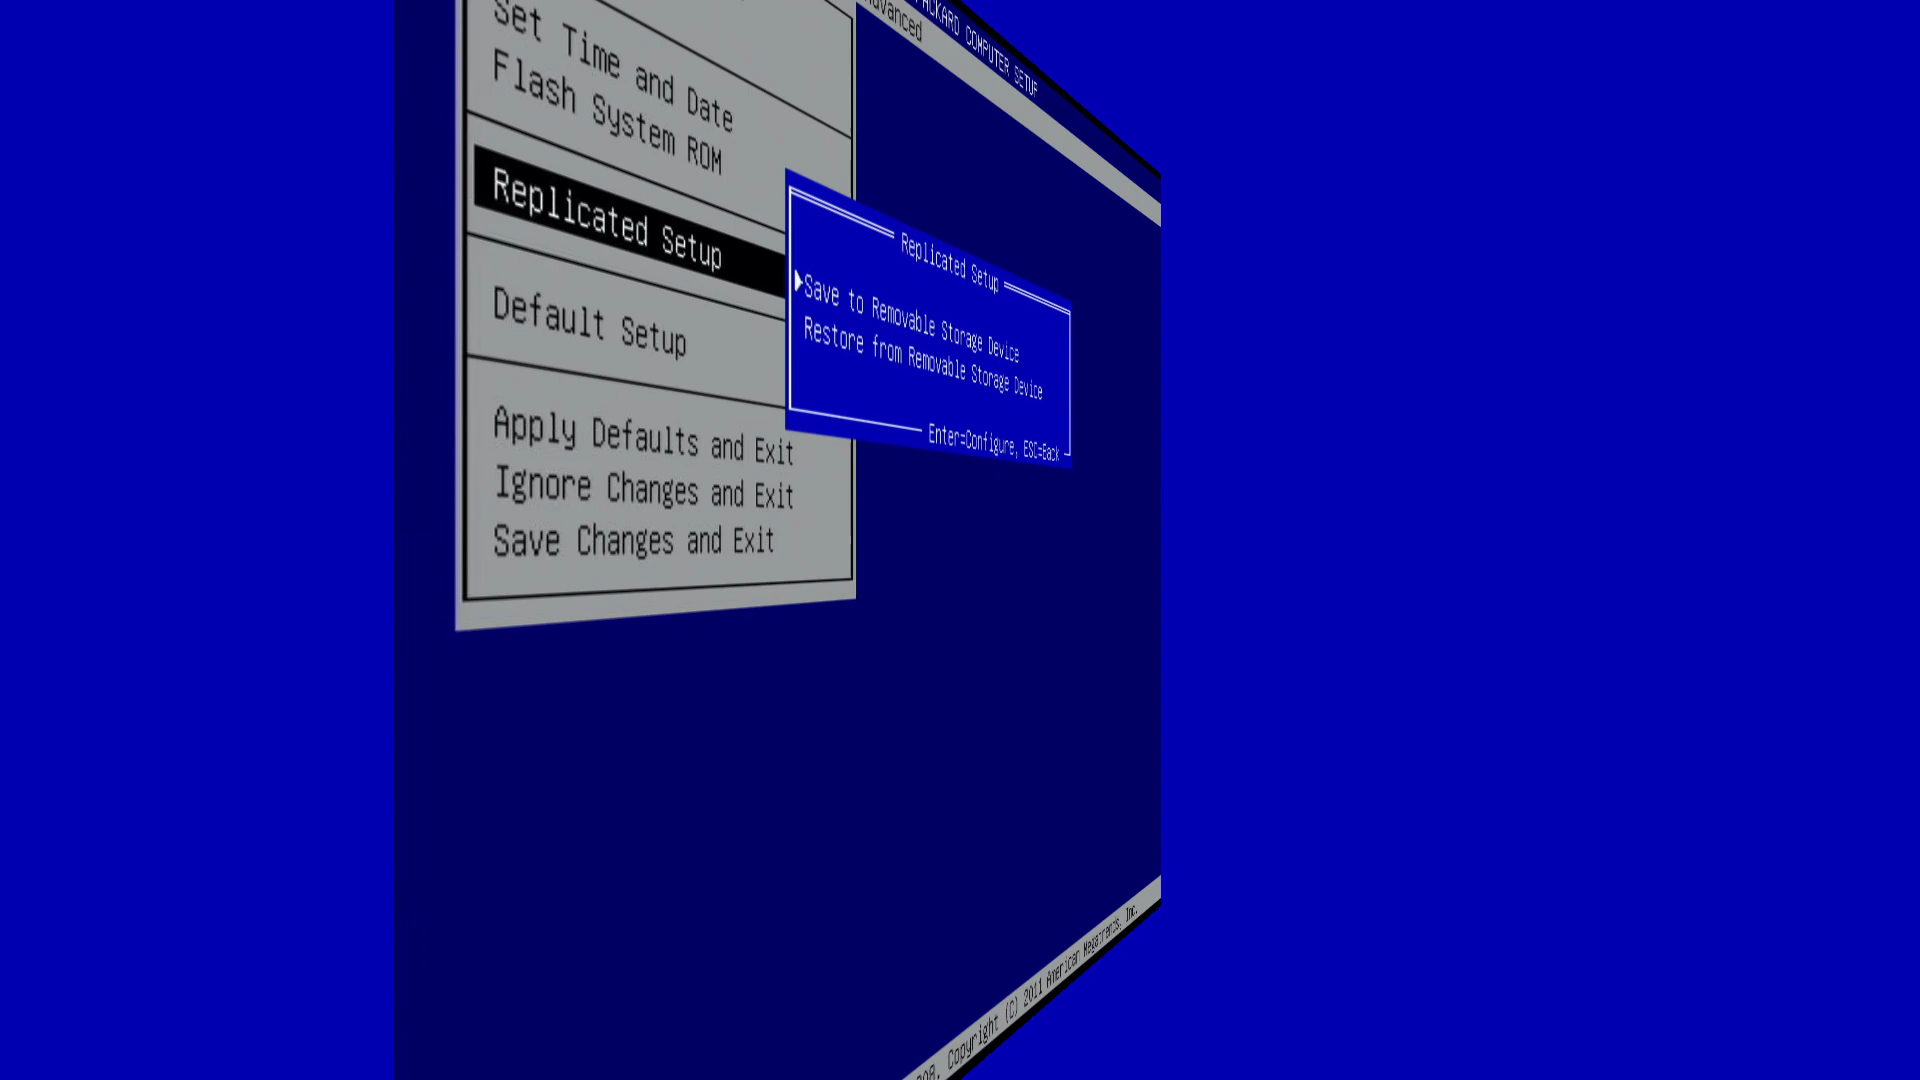 PACKARD COMPUTER SETUP
Advanced
Set Time and Date
Flash System ROM
Replicated Setup
Default Setup
Apply Defaults and Exit
Ignore Changes and Exit
Save Changes and Exit
Replicated Setup
Save to Removable Storage Device
Restore from Removable Storage Device
Enter=Configure, ESC=Back
Copyright (C) 2011 American Megatrends, Inc.